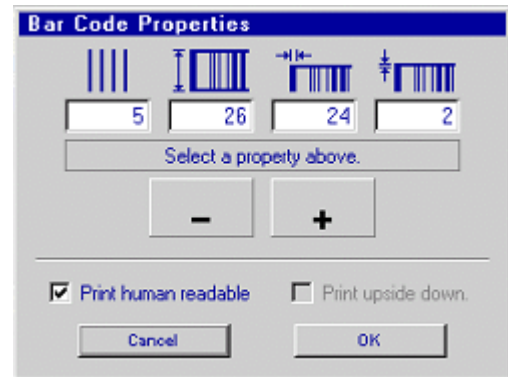 Bar Code Properties
5 26 24 2
Select a property above.
- +
Print human readable Print upside down.
Cancel OK